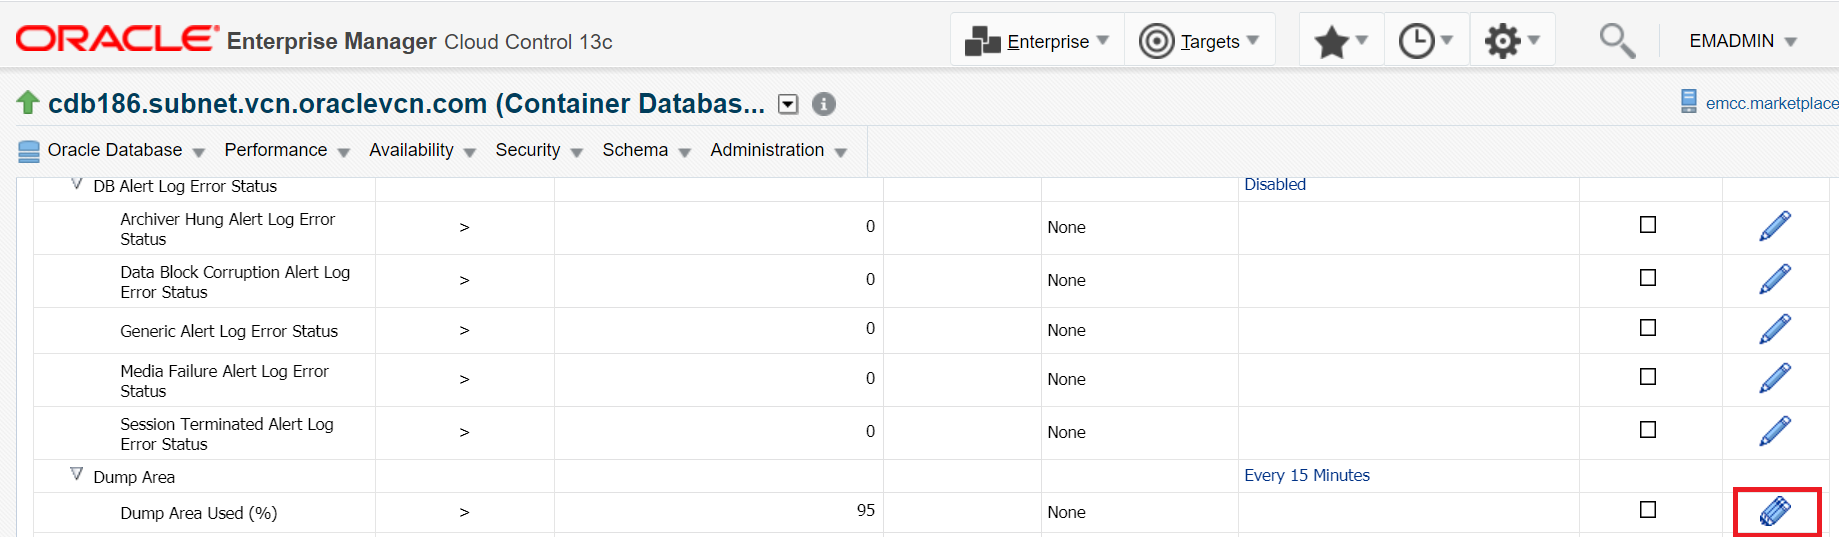 ORACLE Enterprise Manager Cloud Control 13c
Enterprise Targets EMADMIN
cdb186.subnet.vcn.oraclevcn.com (Container Databas...
emcc.marketplace
Oracle Database Performance Availability Security Schema Administration
DB Alert Log Error Status Disabled
Archiver Hung Alert Log Error
Status
> 0 None
Data Block Corruption Alert Log
Error Status
> 0 None
Generic Alert Log Error Status > 0 None
Media Failure Alert Log Error
Status
> 0 None
Session Terminated Alert Log
Error Status
> 0 None
Dump Area Every 15 Minutes
Dump Area Used (%) > 95 None